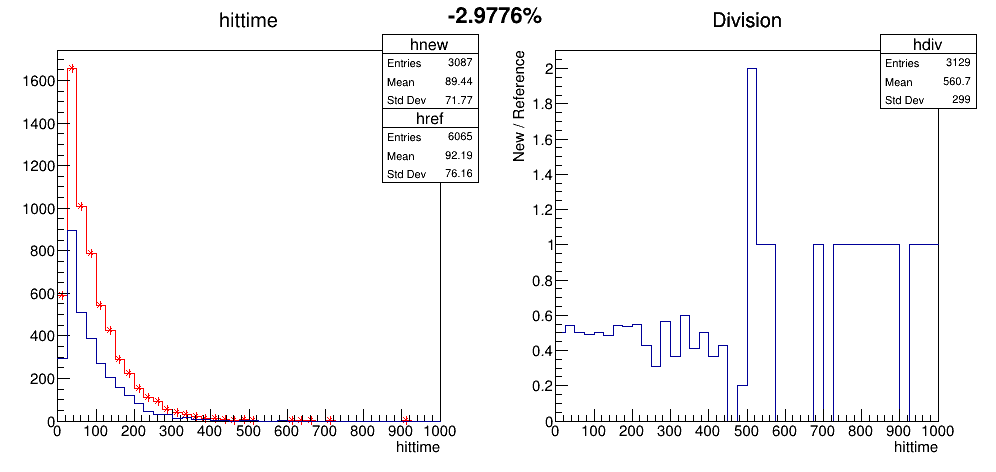 -2.9776%
hittime
hnew
Entries 3087
Mean 89.44
Std Dev 71.77
href
Entries 6065
Mean 92.19
Std Dev 76.16
1600
1400
1200
1000
800
600
400
200
0
0 100 200 300 400 500 600 700 800 900 1000
hittime
Division
hdiv
Entries 3129
Mean 560.7
Std Dev 299
New / Reference
2
1.8
1.6
1.4
1.2
1
0.8
0.6
0.4
0.2
0
0 100 200 300 400 500 600 700 800 900 1000
hittime